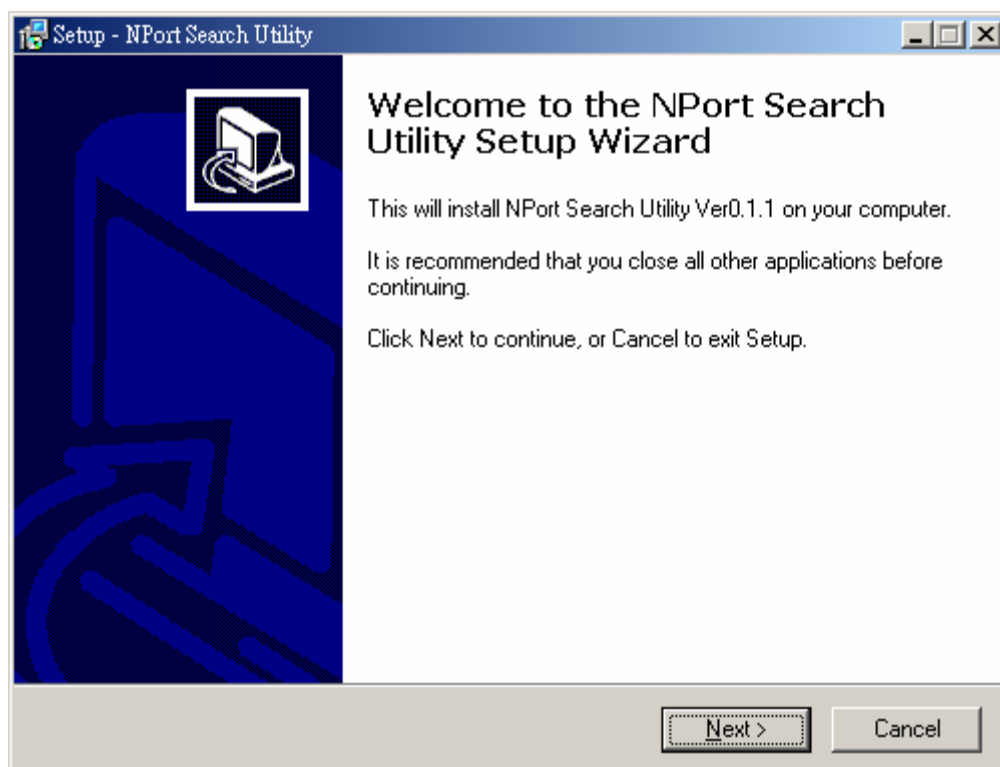 Setup - NPort Search Utility
Welcome to the NPort Search
Utility Setup Wizard
This will install NPort Search Utility Ver0.1.1 on your computer.
It is recommended that you close all other applications before
continuing.
Click Next to continue, or Cancel to exit Setup.
Next >
Cancel